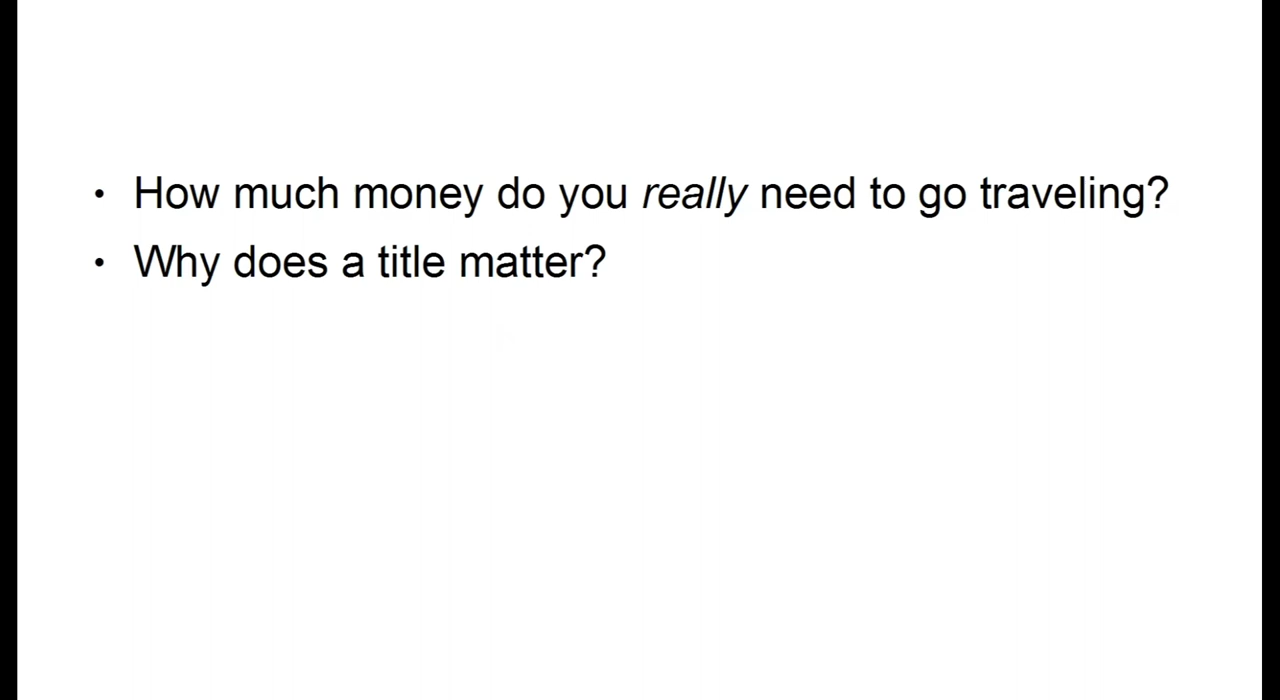 • How much money do you really need to go traveling?
• Why does a title matter?